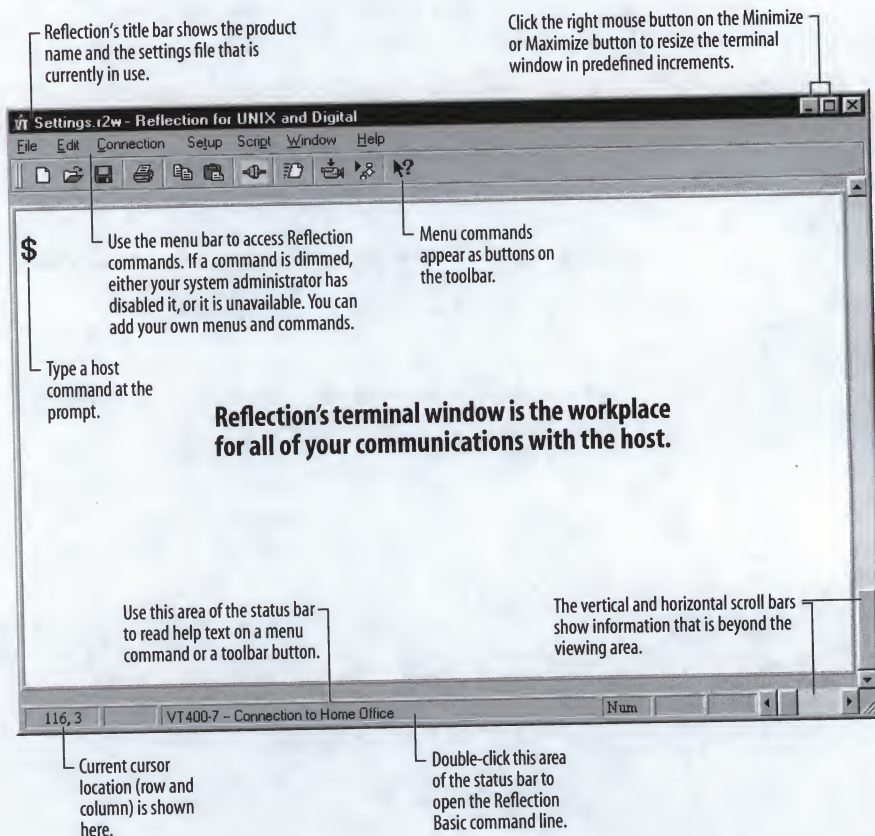 Reflection's title bar shows the product
name and the settings file that is
currently in use.
Click the right mouse button on the Minimize
or Maximize button to resize the terminal
window in predefined increments.
VT Settings.r2w - Reflection for UNIX and Digital
File Edit Connection Setup Script Window Help
$
Use the menu bar to access Reflection
commands. If a command is dimmed,
either your system administrator has
disabled it, or it is unavailable. You can
add your own menus and commands.
Menu commands
appear as buttons on
the toolbar.
Type a host
command at the
prompt.
Reflection's terminal window is the workplace
for all of your communications with the host.
Use this area of the status bar
to read help text on a menu
command or a toolbar button.
The vertical and horizontal scroll bars
show information that is beyond the
viewing area.
116, 3 VT400-7 -- Connection to Home Office Num
Current cursor
location (row and
column) is shown
here.
Double-click this area
of the status bar to
open the Reflection
Basic command line.